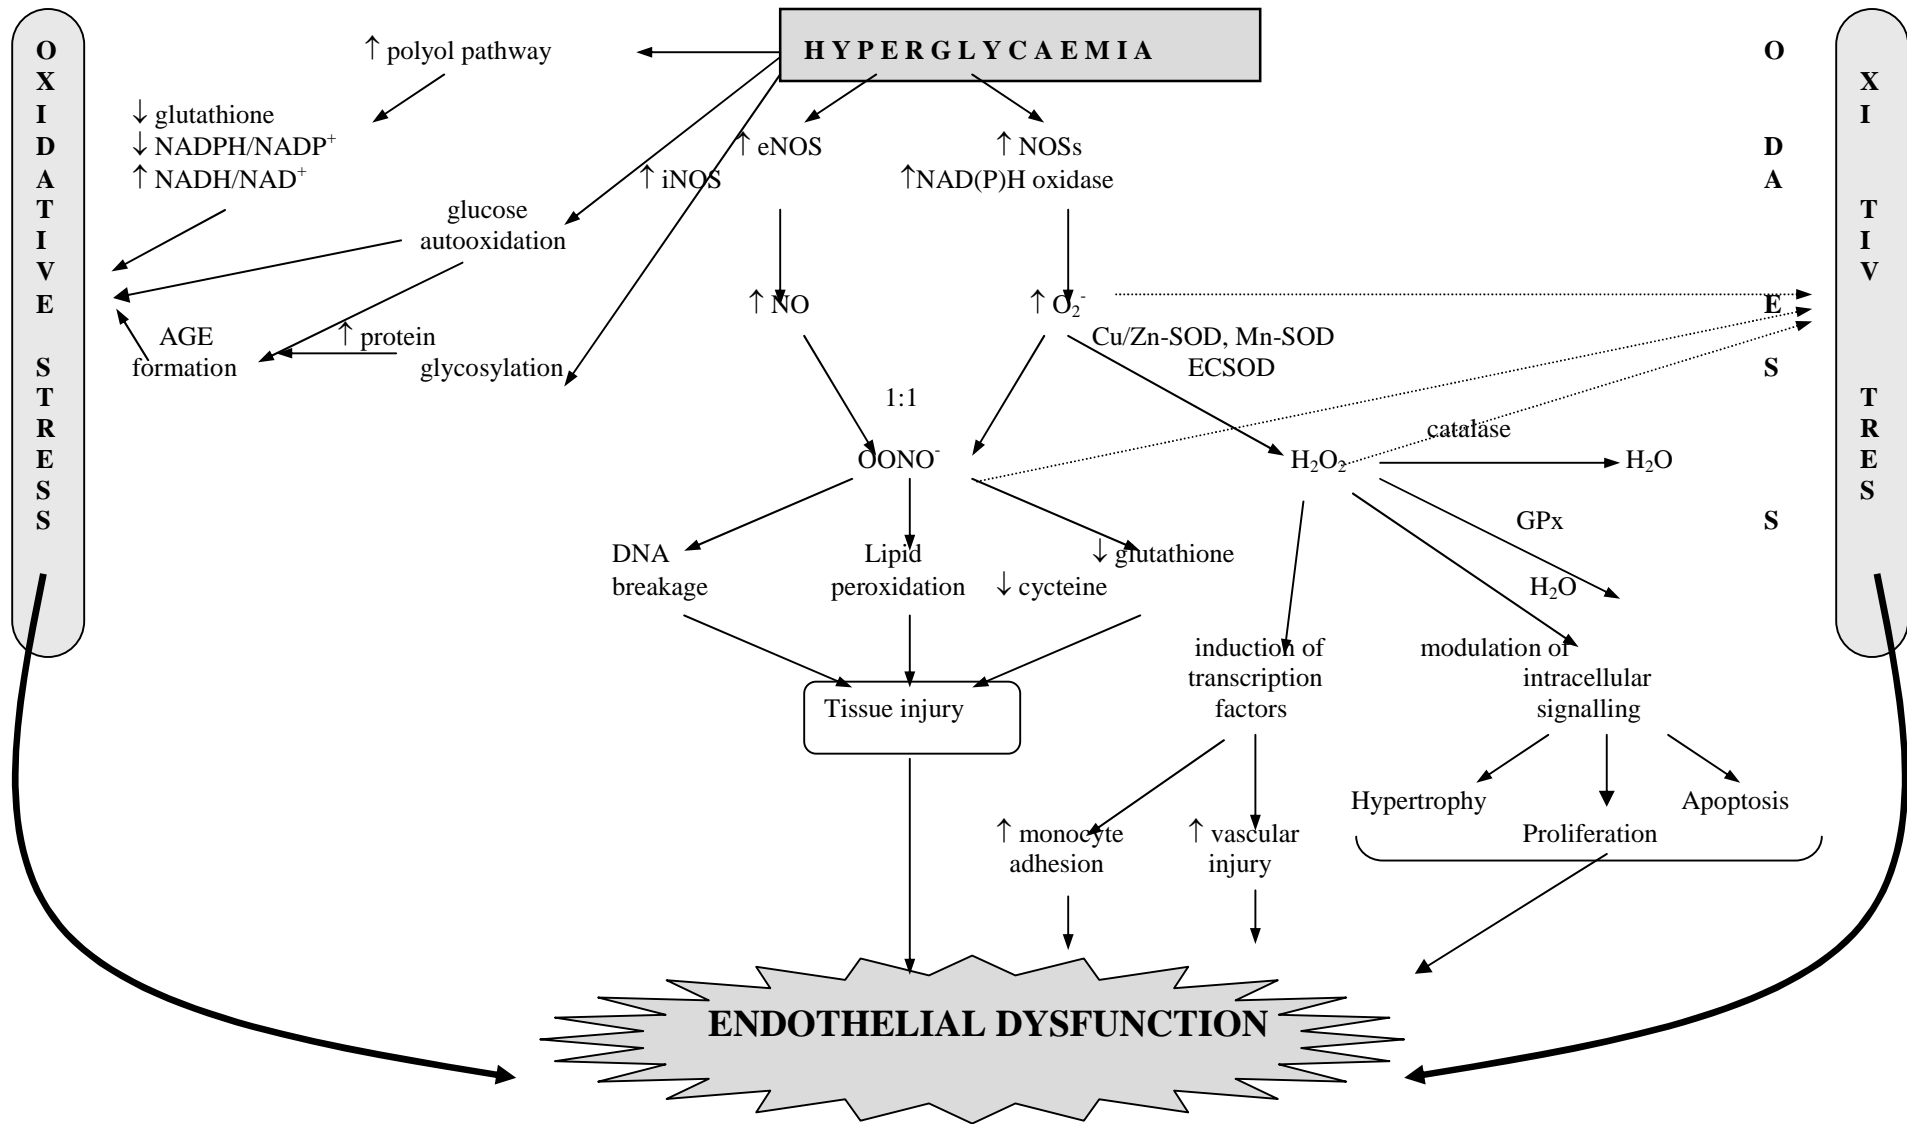 OXIDATIVE STRESS
HYPERGLYCAEMIA
↑ polyol pathway
↓ glutathione
↓ NADPH/NADP⁺
↑ NADH/NAD⁺
↑ eNOS
↑ iNOS
↑ NOSs
↑NAD(P)H oxidase
glucose
autooxidation
↑ NO
↑ O₂⁻
AGE
formation
↑ protein
glycosylation
Cu/Zn-SOD, Mn-SOD
ECSOD
1:1
catalase
OONO⁻
H₂O₂
H₂O
GPx
H₂O
DNA
breakage
Lipid
peroxidation
↓ glutathione
↓ cycteine
induction of
transcription
factors
modulation of
intracellular
signalling
Tissue injury
Hypertrophy
Proliferation
Apoptosis
↑ monocyte
adhesion
↑ vascular
injury
ENDOTHELIAL DYSFUNCTION
OXIDATIVE STRESS